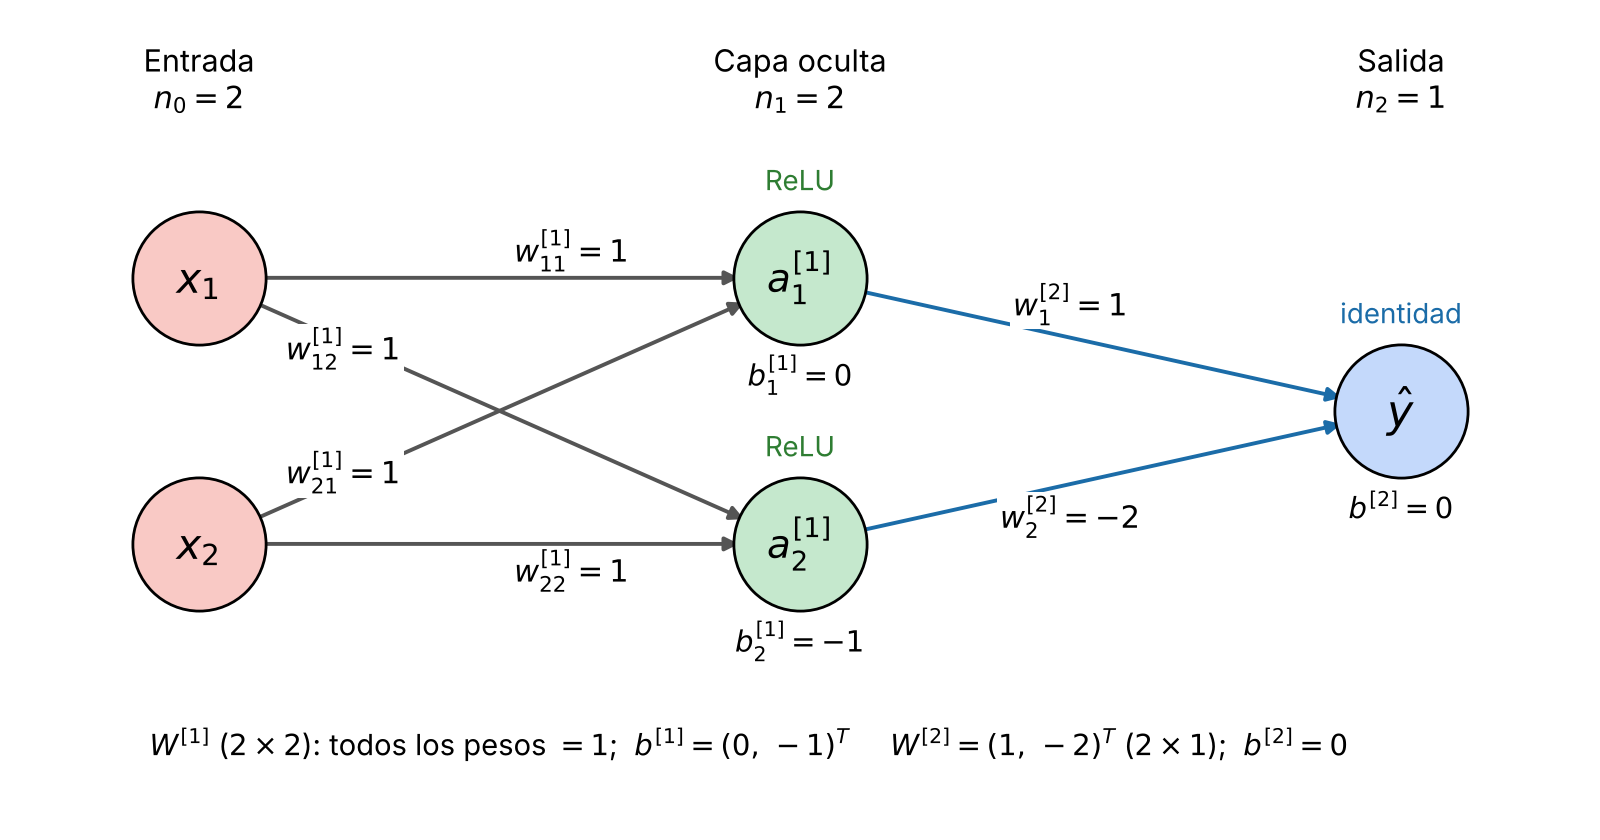 Entrada
n₀ = 2
Capa oculta
n₁ = 2
Salida
n₂ = 1
ReLU
x₁
w₁₁^[1] = 1
a₁^[1]
w₁^[2] = 1
identidad
w₁₂^[1] = 1
b₁^[1] = 0
ŷ
ReLU
w₂₁^[1] = 1
b^[2] = 0
x₂
w₂₂^[1] = 1
a₂^[1]
w₂^[2] = −2
b₂^[1] = −1
W^[1] (2 × 2): todos los pesos = 1; b^[1] = (0, −1)^T W^[2] = (1, −2)^T (2 × 1); b^[2] = 0